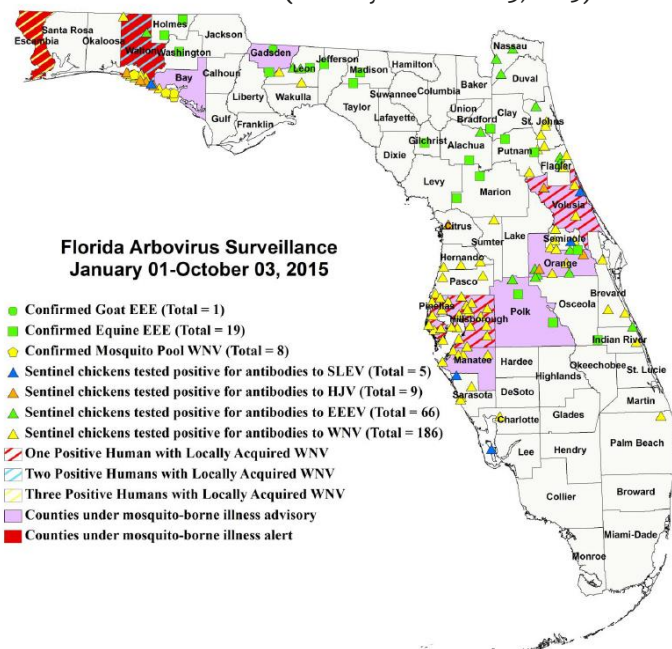 Holmes
Jackson
Santa Rosa
Okaloosa
Escambia
Walton
Washington
Gadsden
Nassau
Bay
Calhoun
Leon
Jefferson
Madison
Hamilton
Duval
Liberty
Wakulla
Suwannee
Columbia
Baker
Gulf
Franklin
Taylor
Lafayette
Union
Bradford
Clay
St. Johns
Dixie
Gilchrist
Alachua
Putnam
Flagler
Levy
Marion
Volusia
Citrus
Sumter
Lake
Seminole
Hernando
Orange
Pasco
Brevard
Osceola
Pinellas
Hillsborough
Polk
Indian River
Manatee
Hardee
Okeechobee
Highlands
St. Lucie
Sarasota
DeSoto
Martin
Charlotte
Glades
Lee
Hendry
Palm Beach
Collier
Broward
Miami-Dade
Monroe
Florida Arbovirus Surveillance
January 01-October 03, 2015
Confirmed Goat EEE (Total = 1)
Confirmed Equine EEE (Total = 19)
Confirmed Mosquito Pool WNV (Total = 8)
Sentinel chickens tested positive for antibodies to SLEV (Total = 5)
Sentinel chickens tested positive for antibodies to HJV (Total = 9)
Sentinel chickens tested positive for antibodies to EEEV (Total = 66)
Sentinel chickens tested positive for antibodies to WNV (Total = 186)
One Positive Human with Locally Acquired WNV
Two Positive Humans with Locally Acquired WNV
Three Positive Humans with Locally Acquired WNV
Counties under mosquito-borne illness advisory
Counties under mosquito-borne illness alert